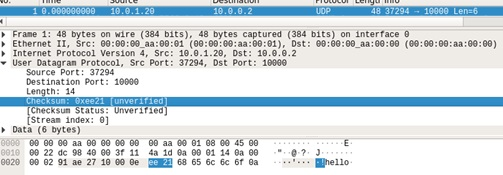 No. Time Source Destination Protocol Length Info
1 0.000000000 10.0.1.20 10.0.0.2 UDP 48 37294 → 10000 Len=6
Frame 1: 48 bytes on wire (384 bits), 48 bytes captured (384 bits) on interface 0
Ethernet II, Src: 00:00:00_aa:00:01 (00:00:00:aa:00:01), Dst: 00:00:00_aa:00:00 (00:00:00:aa:00:00)
Internet Protocol Version 4, Src: 10.0.1.20, Dst: 10.0.0.2
User Datagram Protocol, Src Port: 37294, Dst Port: 10000
Source Port: 37294
Destination Port: 10000
Length: 14
Checksum: 0xee21 [unverified]
[Checksum Status: Unverified]
[Stream index: 0]
Data (6 bytes)
0000 00 00 00 aa 00 00 00 00 00 aa 00 01 08 00 45 00 ········ ······E·
0010 00 22 dc 98 40 00 3f 11 4a 1d 0a 00 01 14 0a 00 ·"··@·?· J·······
0020 00 02 91 ae 27 10 00 0e ee 21 68 65 6c 6c 6f 0a ····'··· ·!hello·